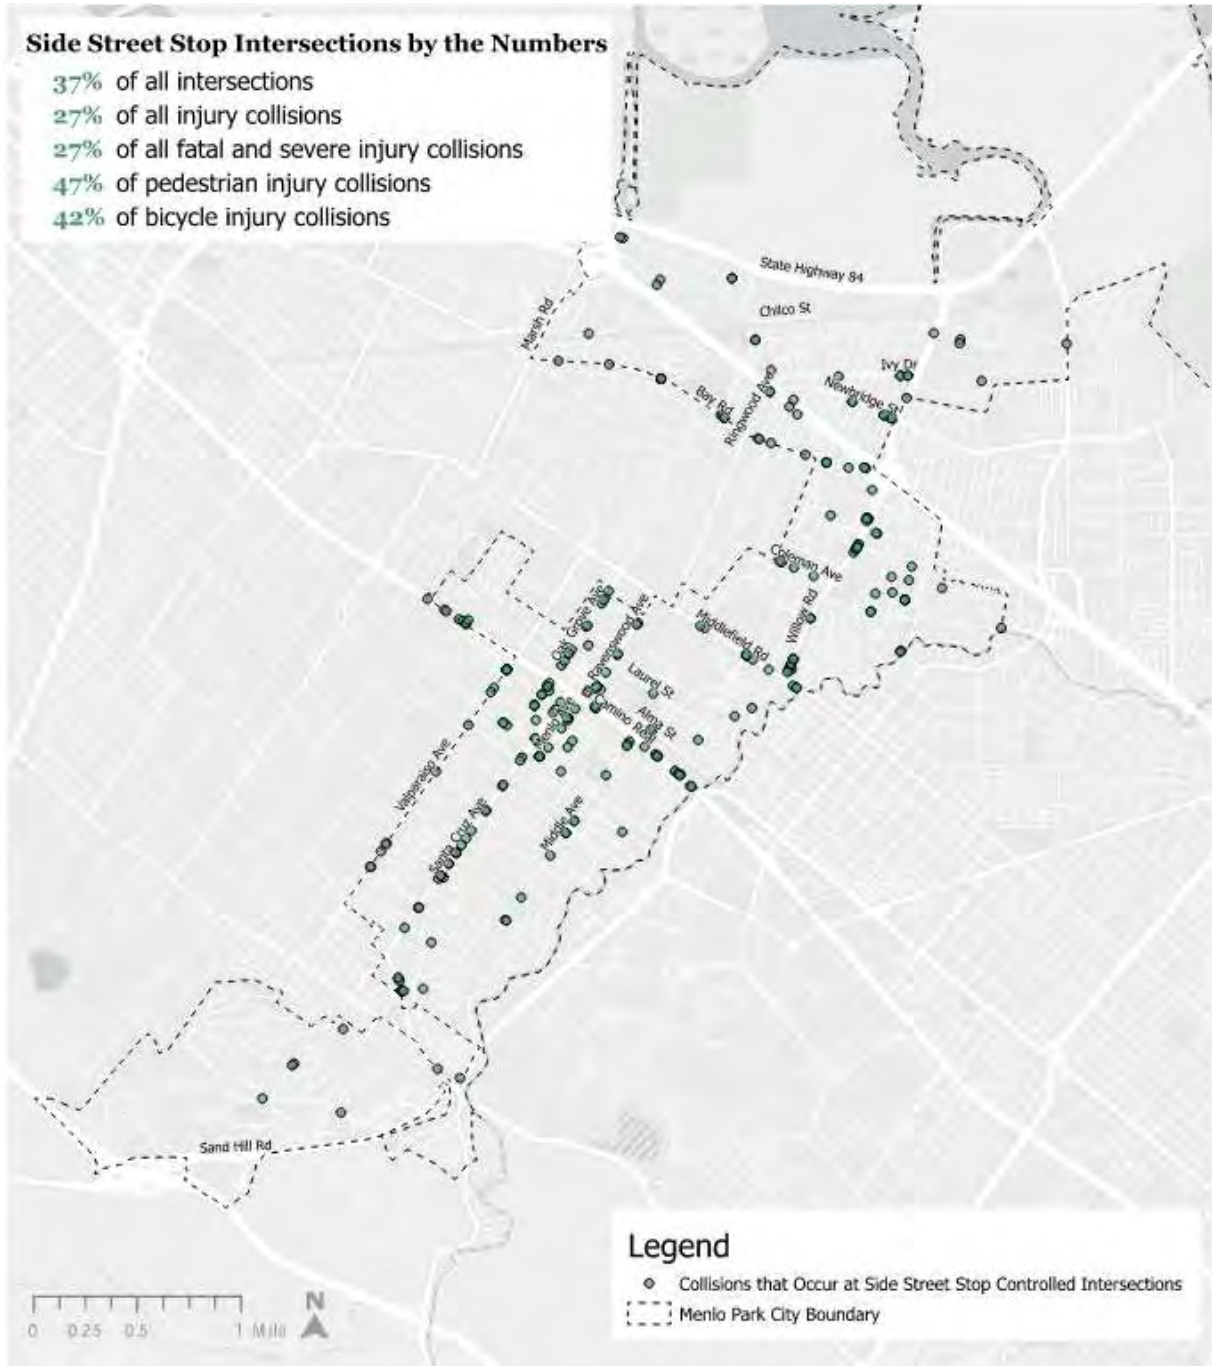 Side Street Stop Intersections by the Numbers
37% of all intersections
27% of all injury collisions
27% of all fatal and severe injury collisions
47% of pedestrian injury collisions
42% of bicycle injury collisions
State Highway 84
Chilco St
Marsh Rd
Ivy Dr
Newbridge St
Bay Rd
Ringwood Ave
Coleman Ave
Willow Rd
Middlefield Rd
Oak Grove Ave
Ravenswood Ave
Laurel St
Alma St
Camino Real
Menlo Ave
Valparaiso Ave
Santa Cruz Ave
Middle Ave
Sand Hill Rd
Legend
Collisions that Occur at Side Street Stop Controlled Intersections
Menlo Park City Boundary
N
0 0.25 0.5 1 Mile